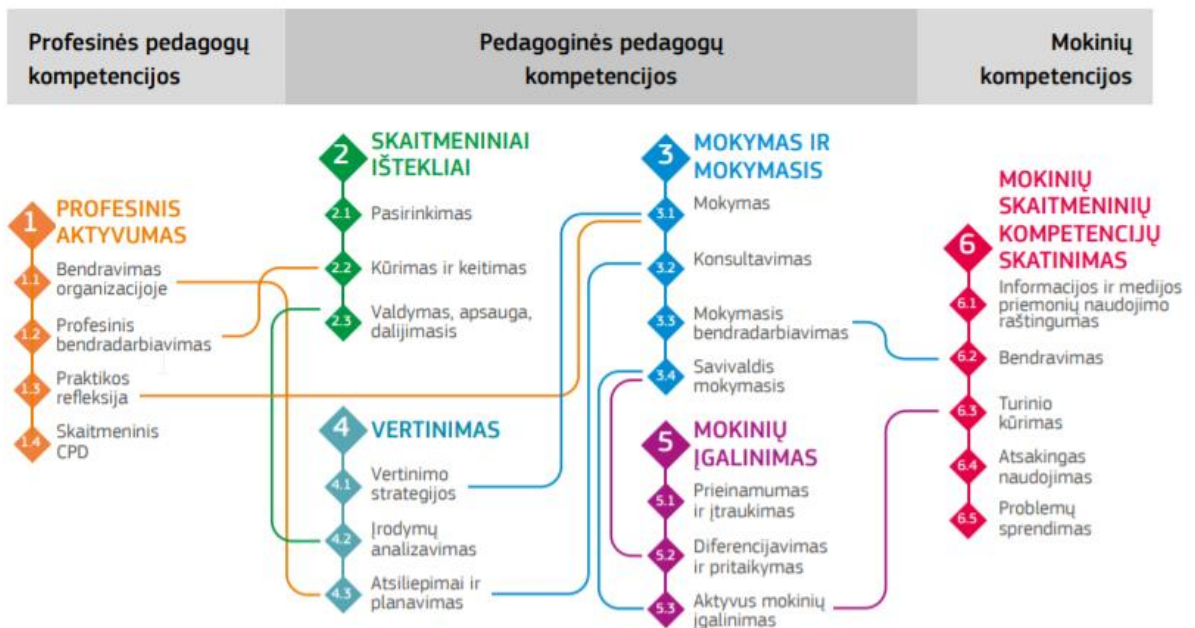 Profesinės pedagogų
kompetencijos
Pedagoginės pedagogų
kompetencijos
Mokinių
kompetencijos
1
PROFESINIS
AKTYVUMAS
1.1
Bendravimas
organizacijoje
1.2
Profesinis
bendradarbiavimas
1.3
Praktikos
refleksija
1.4
Skaitmeninis
CPD
2
SKAITMENINIAI
IŠTEKLIAI
2.1
Pasirinkimas
2.2
Kūrimas ir keitimas
2.3
Valdymas, apsauga,
dalijimasis
4
VERTINIMAS
4.1
Vertinimo
strategijos
4.2
Įrodymų
analizavimas
4.3
Atsiliepimai ir
planavimas
3
MOKYMAS IR
MOKYMASIS
3.1
Mokymas
3.2
Konsultavimas
3.3
Mokymasis
bendradarbiavimas
3.4
Savivaldis
mokymasis
5
MOKINIŲ
ĮGALINIMAS
5.1
Prieinamumas
ir įtraukimas
5.2
Diferencijavimas
ir pritaikymas
5.3
Aktyvus mokinių
įgalinimas
6
MOKINIŲ
SKAITMENINIŲ
KOMPETENCIJŲ
SKATINIMAS
6.1
Informacijos ir medijos
priemonių naudojimo
raštingumas
6.2
Bendravimas
6.3
Turinio
kūrimas
6.4
Atsakingas
naudojimas
6.5
Problemų
sprendimas